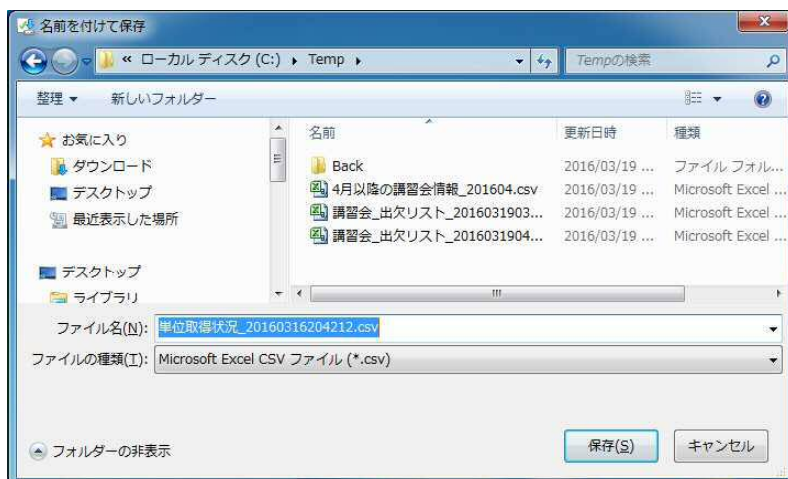 名前を付けて保存
« ローカル ディスク (C:) ▸ Temp ▸
Tempの検索
整理 ▼ 新しいフォルダー
お気に入り
ダウンロード
デスクトップ
最近表示した場所
デスクトップ
ライブラリ
名前 更新日時 種類
Back 2016/03/19 ... ファイル フォル...
4月以降の講習会情報_201604.csv 2016/03/19 ... Microsoft Excel ...
講習会_出欠リスト_2016031903... 2016/03/19 ... Microsoft Excel ...
講習会_出欠リスト_2016031904... 2016/03/19 ... Microsoft Excel ...
ファイル名(N): 単位取得状況_20160316204212.csv
ファイルの種類(T): Microsoft Excel CSV ファイル (*.csv)
フォルダーの非表示
保存(S) キャンセル